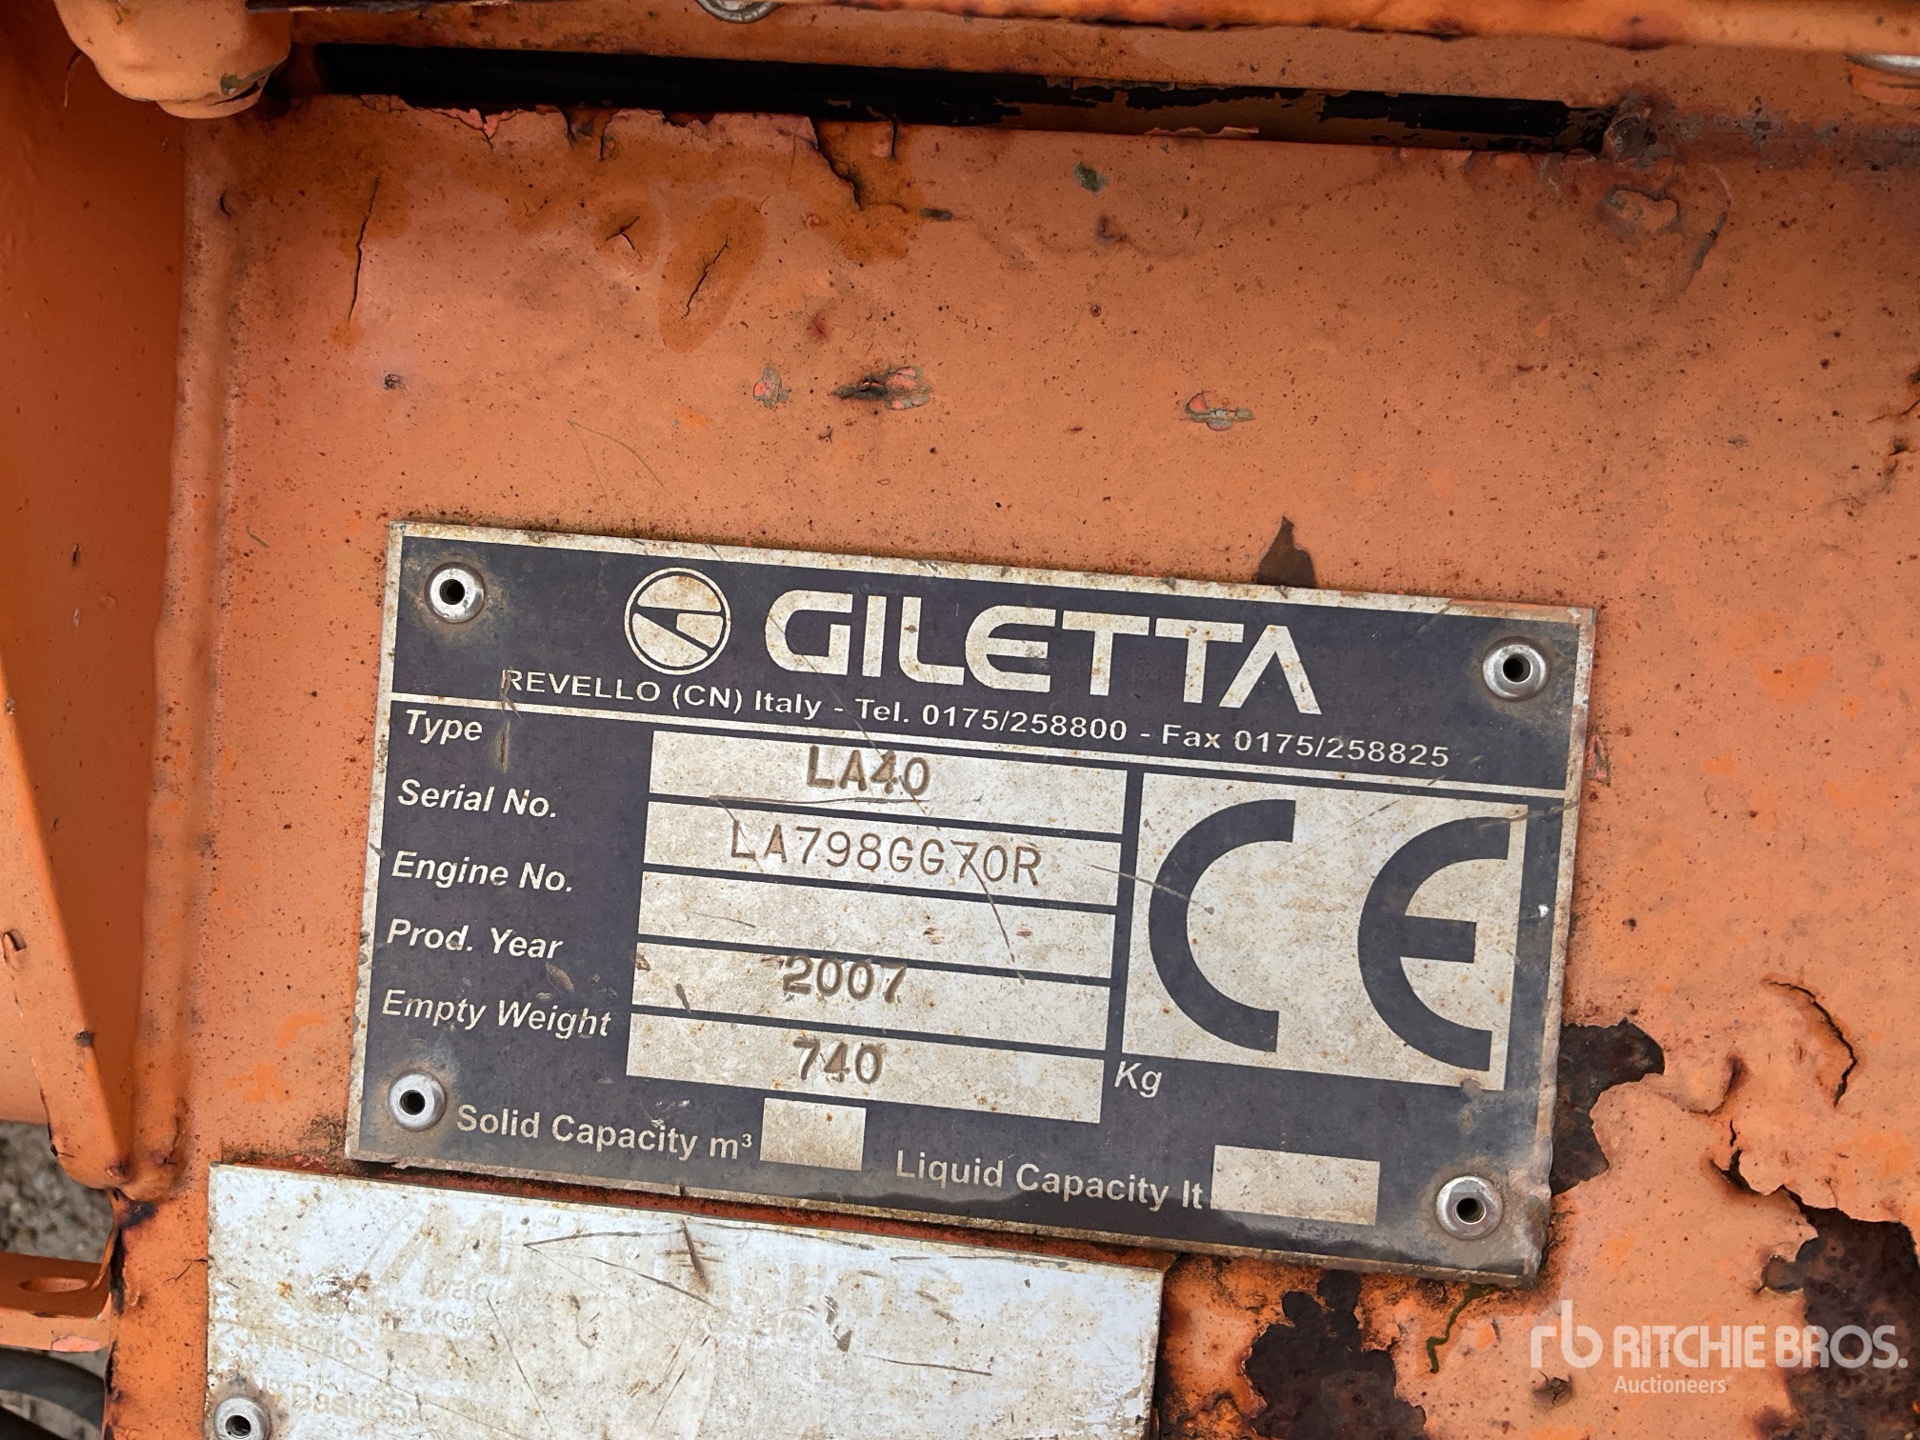 GILETTA
REVELLO (CN) Italy - Tel. 0175/258800 - Fax 0175/258825
Type LA40
Serial No. LA798GG70R
Engine No.
Prod. Year 2007
Empty Weight 740 Kg
Solid Capacity m³ Liquid Capacity lt
CE
rb RITCHIE BROS.
Auctioneers